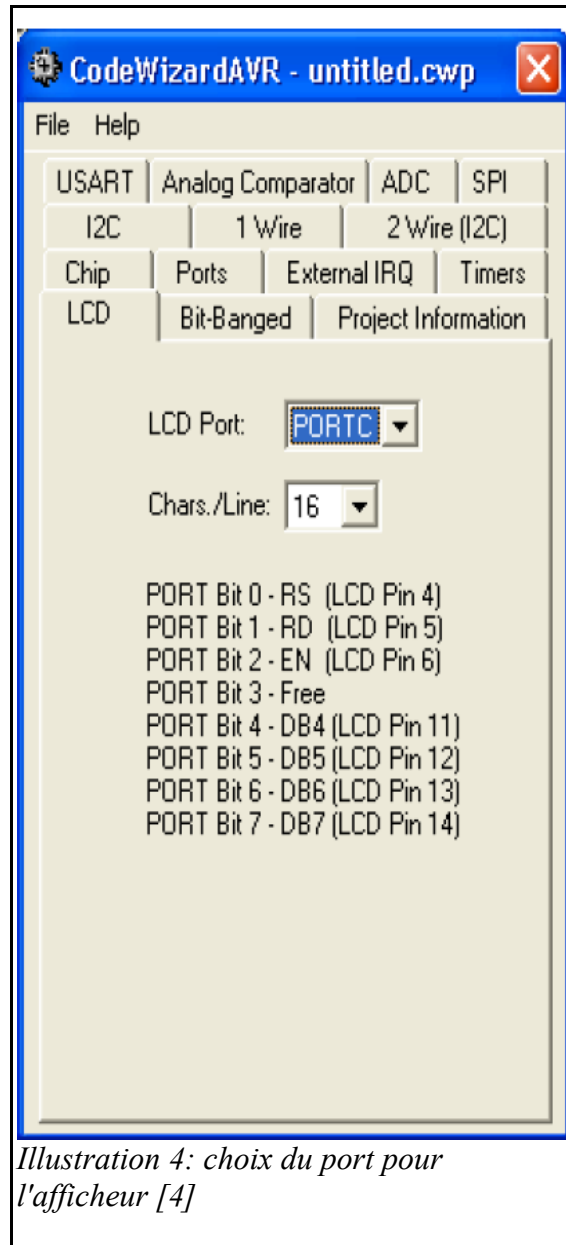 CodeWizardAVR - untitled.cwp
File Help
USART Analog Comparator ADC SPI
I2C 1 Wire 2 Wire (I2C)
Chip Ports External IRQ Timers
LCD Bit-Banged Project Information
LCD Port: PORTC
Chars./Line: 16
PORT Bit 0 - RS (LCD Pin 4)
PORT Bit 1 - RD (LCD Pin 5)
PORT Bit 2 - EN (LCD Pin 6)
PORT Bit 3 - Free
PORT Bit 4 - DB4 (LCD Pin 11)
PORT Bit 5 - DB5 (LCD Pin 12)
PORT Bit 6 - DB6 (LCD Pin 13)
PORT Bit 7 - DB7 (LCD Pin 14)
Illustration 4: choix du port pour
l'afficheur [4]